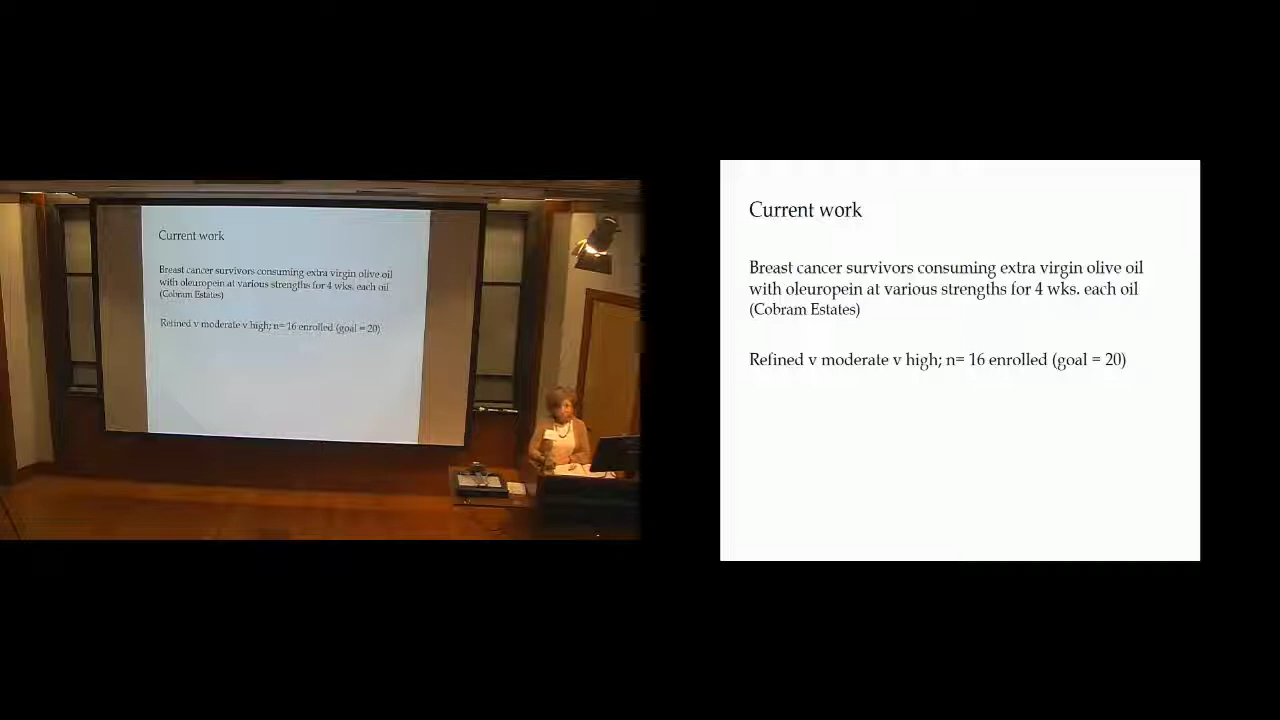 Current work
Breast cancer survivors consuming extra virgin olive oil
with oleuropein at various strengths for 4 wks. each oil
(Cobram Estates)
Refined v moderate v high; n= 16 enrolled (goal = 20)
Current work
Breast cancer survivors consuming extra virgin olive oil
with oleuropein at various strengths for 4 wks. each oil
(Cobram Estates)
Refined v moderate v high; n= 16 enrolled (goal = 20)